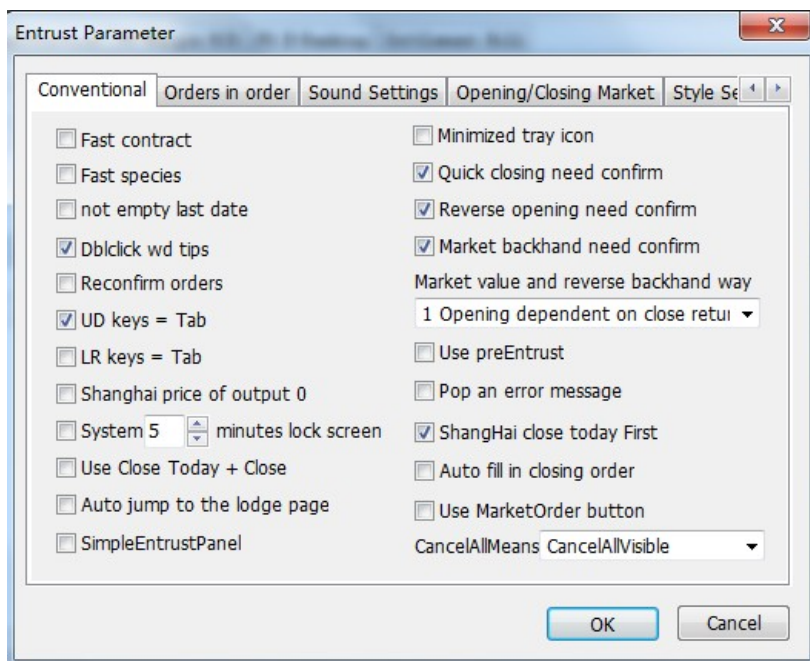 Entrust Parameter
Conventional
Orders in order
Sound Settings
Opening/Closing Market
Style Se
Fast contract
Fast species
not empty last date
Dblclick wd tips
Reconfirm orders
UD keys = Tab
LR keys = Tab
Shanghai price of output 0
System 5 minutes lock screen
Use Close Today + Close
Auto jump to the lodge page
SimpleEntrustPanel
Minimized tray icon
Quick closing need confirm
Reverse opening need confirm
Market backhand need confirm
Market value and reverse backhand way
1 Opening dependent on close retur
Use preEntrust
Pop an error message
ShangHai close today First
Auto fill in closing order
Use MarketOrder button
CancelAllMeans CancelAllVisible
OK
Cancel